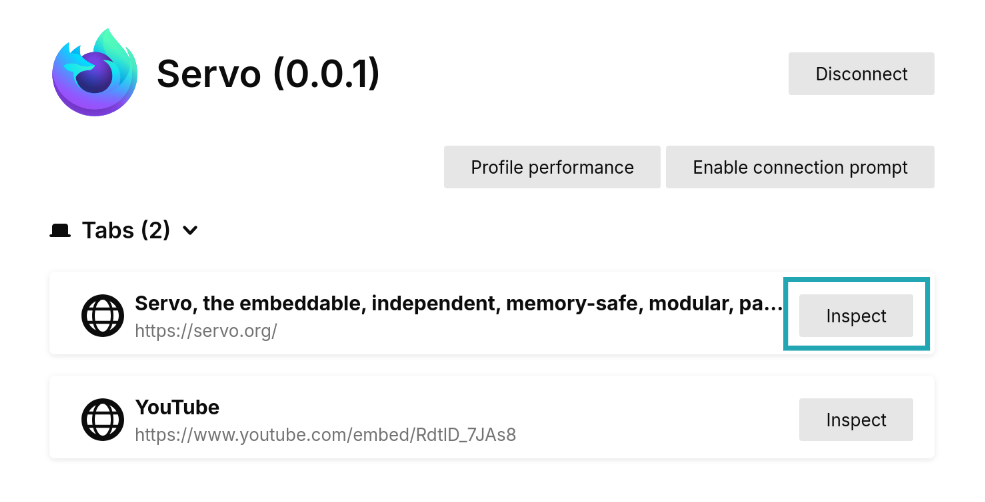 Servo (0.0.1)
Disconnect
Profile performance
Enable connection prompt
Tabs (2)
Servo, the embeddable, independent, memory-safe, modular, pa...
https://servo.org/
Inspect
YouTube
https://www.youtube.com/embed/RdtlD_7JAs8
Inspect